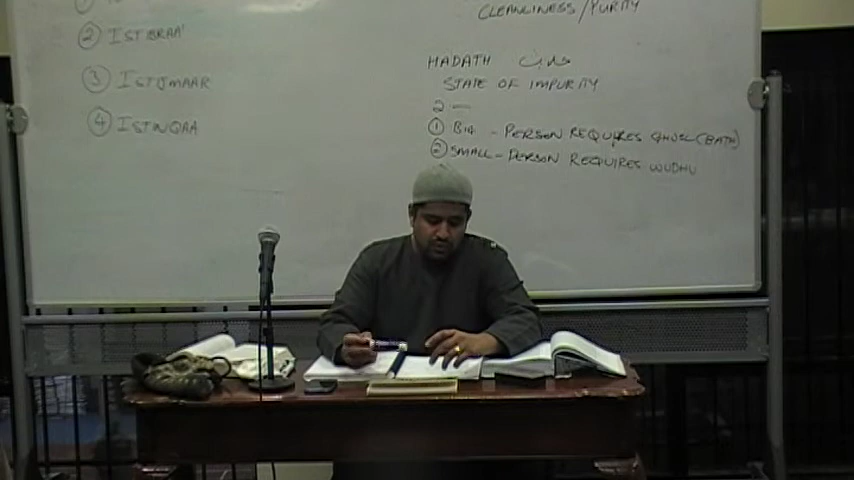 ② ISTIBRAA'
③ ISTIJMAAR
④ ISTINQAA
CLEANLINESS/PURITY
HADATH حدث
STATE OF IMPURITY
2 —
① BIG - PERSON REQUIRES GHUSL (BATH)
② SMALL - PERSON REQUIRES WUDHU